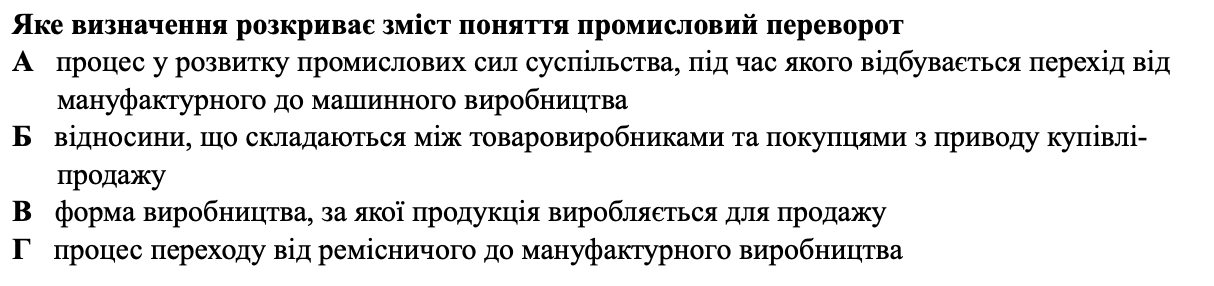 Яке визначення розкриває зміст поняття промисловий переворот
А процес у розвитку промислових сил суспільства, під час якого відбувається перехід від
мануфактурного до машинного виробництва
Б відносини, що складаються між товаровиробниками та покупцями з приводу купівлі-
продажу
В форма виробництва, за якої продукція виробляється для продажу
Г процес переходу від ремісничого до мануфактурного виробництва